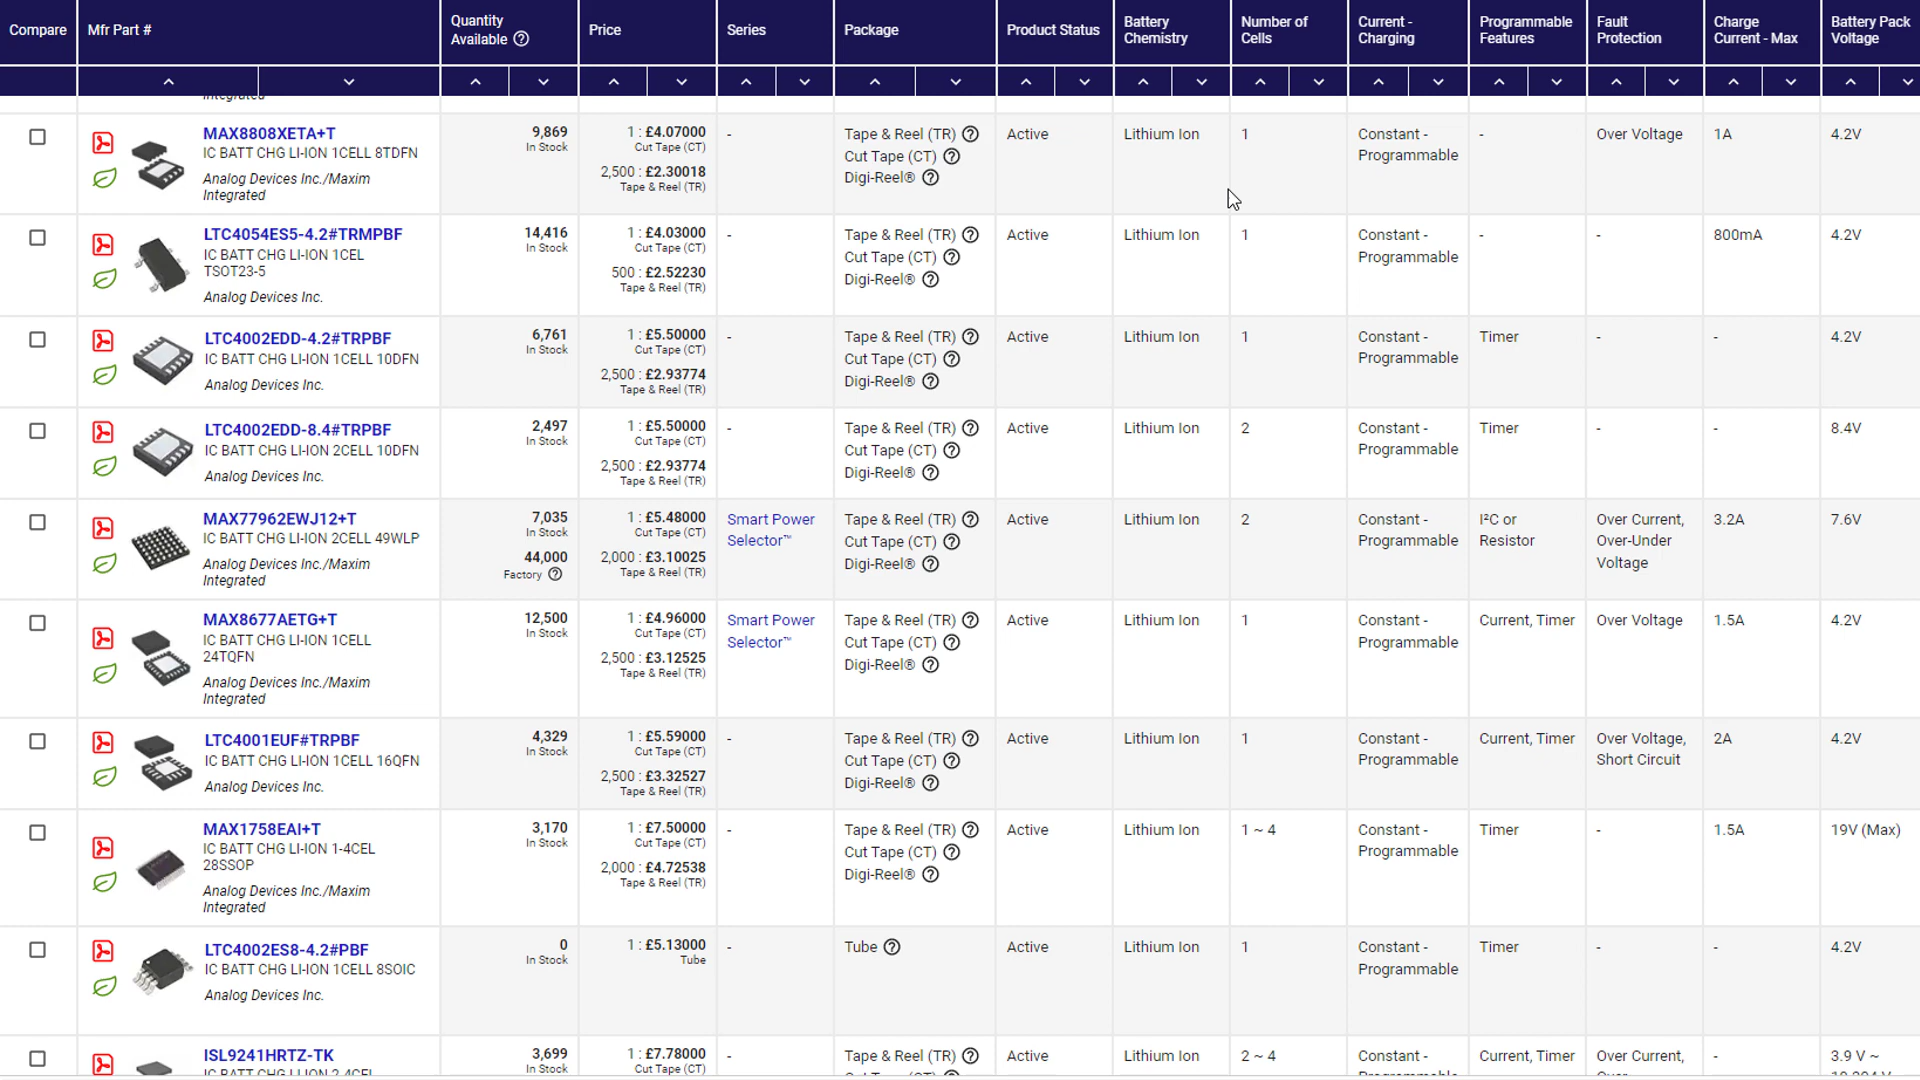 Compare Mfr Part # Quantity Available Price Series Package Product Status Battery Chemistry Number of Cells Current - Charging Programmable Features Fault Protection Charge Current - Max Battery Pack Voltage
Integrated
MAX8808XETA+T
IC BATT CHG LI-ION 1CELL 8TDFN
Analog Devices Inc./Maxim
Integrated
9,869
In Stock
1 : £4.07000
Cut Tape (CT)
2,500 : £2.30018
Tape & Reel (TR)
-
Tape & Reel (TR)
Cut Tape (CT)
Digi-Reel®
Active
Lithium Ion
1
Constant -
Programmable
-
Over Voltage
1A
4.2V
LTC4054ES5-4.2#TRMPBF
IC BATT CHG LI-ION 1CEL
TSOT23-5
Analog Devices Inc.
14,416
In Stock
1 : £4.03000
Cut Tape (CT)
500 : £2.52230
Tape & Reel (TR)
-
Tape & Reel (TR)
Cut Tape (CT)
Digi-Reel®
Active
Lithium Ion
1
Constant -
Programmable
-
-
800mA
4.2V
LTC4002EDD-4.2#TRPBF
IC BATT CHG LI-ION 1CELL 10DFN
Analog Devices Inc.
6,761
In Stock
1 : £5.50000
Cut Tape (CT)
2,500 : £2.93774
Tape & Reel (TR)
-
Tape & Reel (TR)
Cut Tape (CT)
Digi-Reel®
Active
Lithium Ion
1
Constant -
Programmable
Timer
-
-
4.2V
LTC4002EDD-8.4#TRPBF
IC BATT CHG LI-ION 2CELL 10DFN
Analog Devices Inc.
2,497
In Stock
1 : £5.50000
Cut Tape (CT)
2,500 : £2.93774
Tape & Reel (TR)
-
Tape & Reel (TR)
Cut Tape (CT)
Digi-Reel®
Active
Lithium Ion
2
Constant -
Programmable
Timer
-
-
8.4V
MAX77962EWJ12+T
IC BATT CHG LI-ION 2CELL 49WLP
Analog Devices Inc./Maxim
Integrated
7,035
In Stock
44,000
Factory
1 : £5.48000
Cut Tape (CT)
2,000 : £3.10025
Tape & Reel (TR)
Smart Power
Selector™
Tape & Reel (TR)
Cut Tape (CT)
Digi-Reel®
Active
Lithium Ion
2
Constant -
Programmable
I²C or
Resistor
Over Current,
Over-Under
Voltage
3.2A
7.6V
MAX8677AETG+T
IC BATT CHG LI-ION 1CELL
24TQFN
Analog Devices Inc./Maxim
Integrated
12,500
In Stock
1 : £4.96000
Cut Tape (CT)
2,500 : £3.12525
Tape & Reel (TR)
Smart Power
Selector™
Tape & Reel (TR)
Cut Tape (CT)
Digi-Reel®
Active
Lithium Ion
1
Constant -
Programmable
Current, Timer
Over Voltage
1.5A
4.2V
LTC4001EUF#TRPBF
IC BATT CHG LI-ION 1CELL 16QFN
Analog Devices Inc.
4,329
In Stock
1 : £5.59000
Cut Tape (CT)
2,500 : £3.32527
Tape & Reel (TR)
-
Tape & Reel (TR)
Cut Tape (CT)
Digi-Reel®
Active
Lithium Ion
1
Constant -
Programmable
Current, Timer
Over Voltage,
Short Circuit
2A
4.2V
MAX1758EAI+T
IC BATT CHG LI-ION 1-4CEL
28SSOP
Analog Devices Inc./Maxim
Integrated
3,170
In Stock
1 : £7.50000
Cut Tape (CT)
2,000 : £4.72538
Tape & Reel (TR)
-
Tape & Reel (TR)
Cut Tape (CT)
Digi-Reel®
Active
Lithium Ion
1 ~ 4
Constant -
Programmable
Timer
-
1.5A
19V (Max)
LTC4002ES8-4.2#PBF
IC BATT CHG LI-ION 1CELL 8SOIC
Analog Devices Inc.
0
In Stock
1 : £5.13000
Tube
-
Tube
Active
Lithium Ion
1
Constant -
Programmable
Timer
-
-
4.2V
ISL9241HRTZ-TK
IC BATT CHG LI-ION 2-4CEL
3,699
In Stock
1 : £7.78000
Cut Tape (CT)
-
Tape & Reel (TR)
Active
Lithium Ion
2 ~ 4
Constant -
Current, Timer
Over Current,
-
3.9 V ~